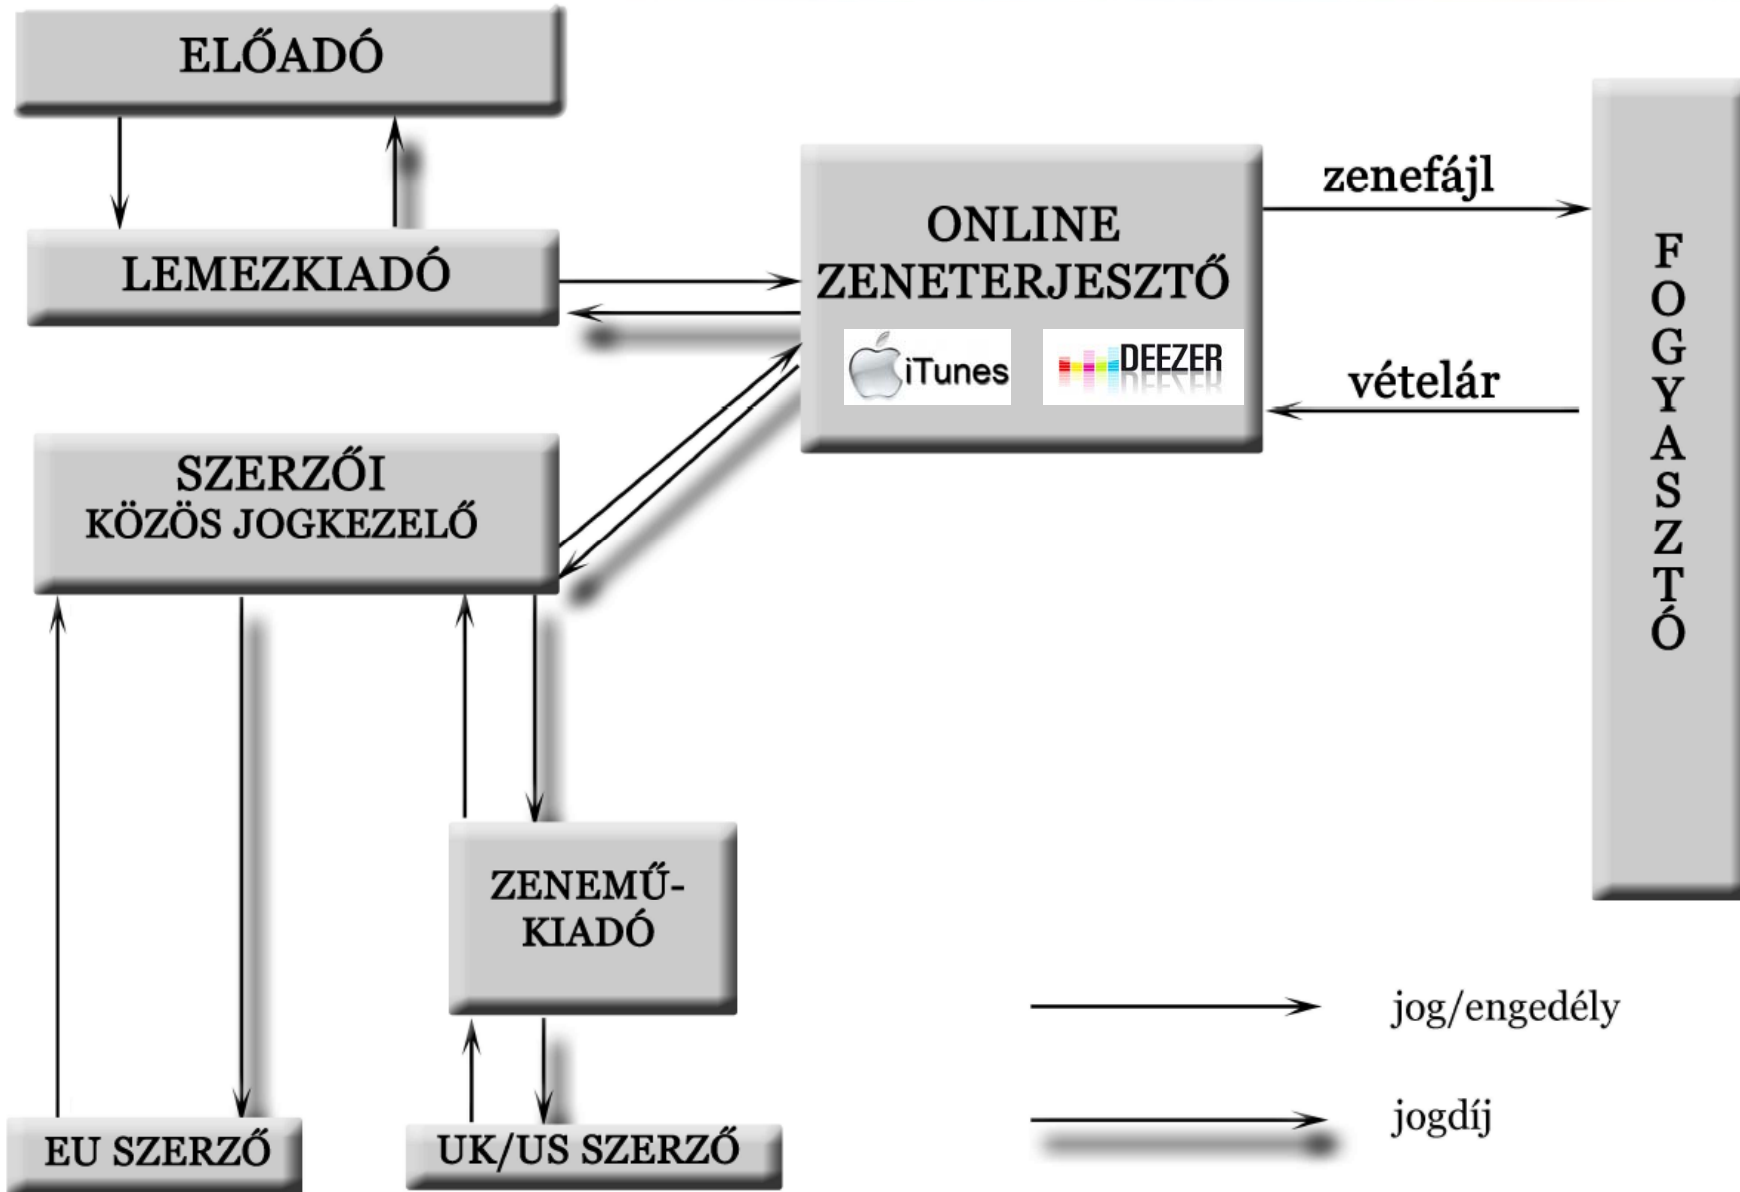 ELŐADÓ
LEMEZKIADÓ
ONLINE
ZENETERJESZTŐ
iTunes
DEEZER
zenefájl
vételár
FOGYASZTÓ
SZERZŐI
KÖZÖS JOGKEZELŐ
ZENEMŰ-
KIADÓ
EU SZERZŐ
UK/US SZERZŐ
jog/engedély
jogdíj